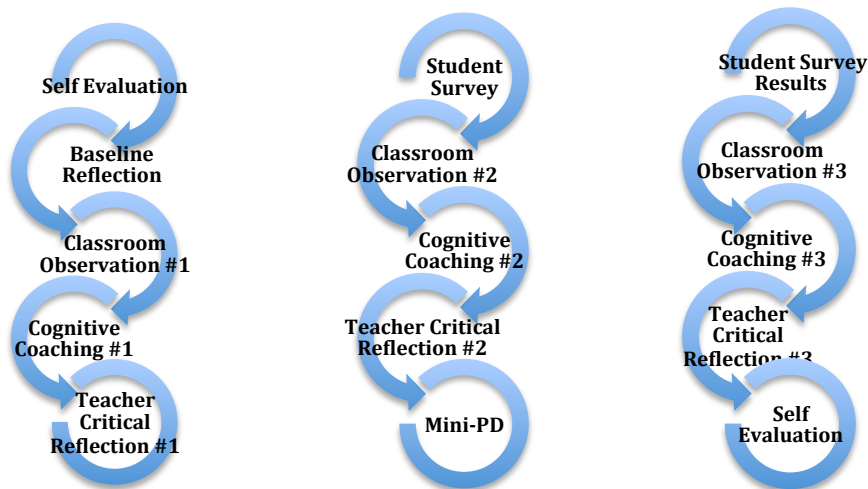 Self Evaluation
Baseline
Reflection
Classroom
Observation #1
Cognitive
Coaching #1
Teacher
Critical
Reflection #1
Student
Survey
Classroom
Observation #2
Cognitive
Coaching #2
Teacher Critical
Reflection #2
Mini-PD
Student Survey
Results
Classroom
Observation #3
Cognitive
Coaching #3
Teacher
Critical
Reflection #3
Self
Evaluation